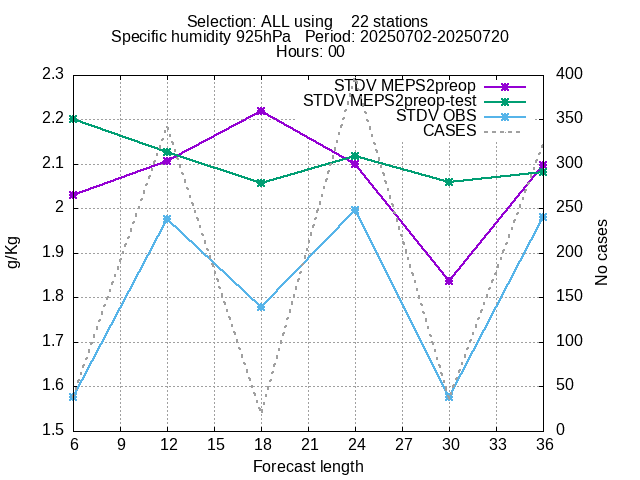 Selection: ALL using    22 stations
Specific humidity 925hPa   Period: 20250702-20250720
Hours: 00
STDV MEPS2preop
STDV MEPS2preop-test
STDV OBS
CASES
2.3
2.2
2.1
2
1.9
1.8
1.7
1.6
1.5
g/Kg
400
350
300
250
200
150
100
50
0
No cases
6 9 12 15 18 21 24 27 30 33 36
Forecast length